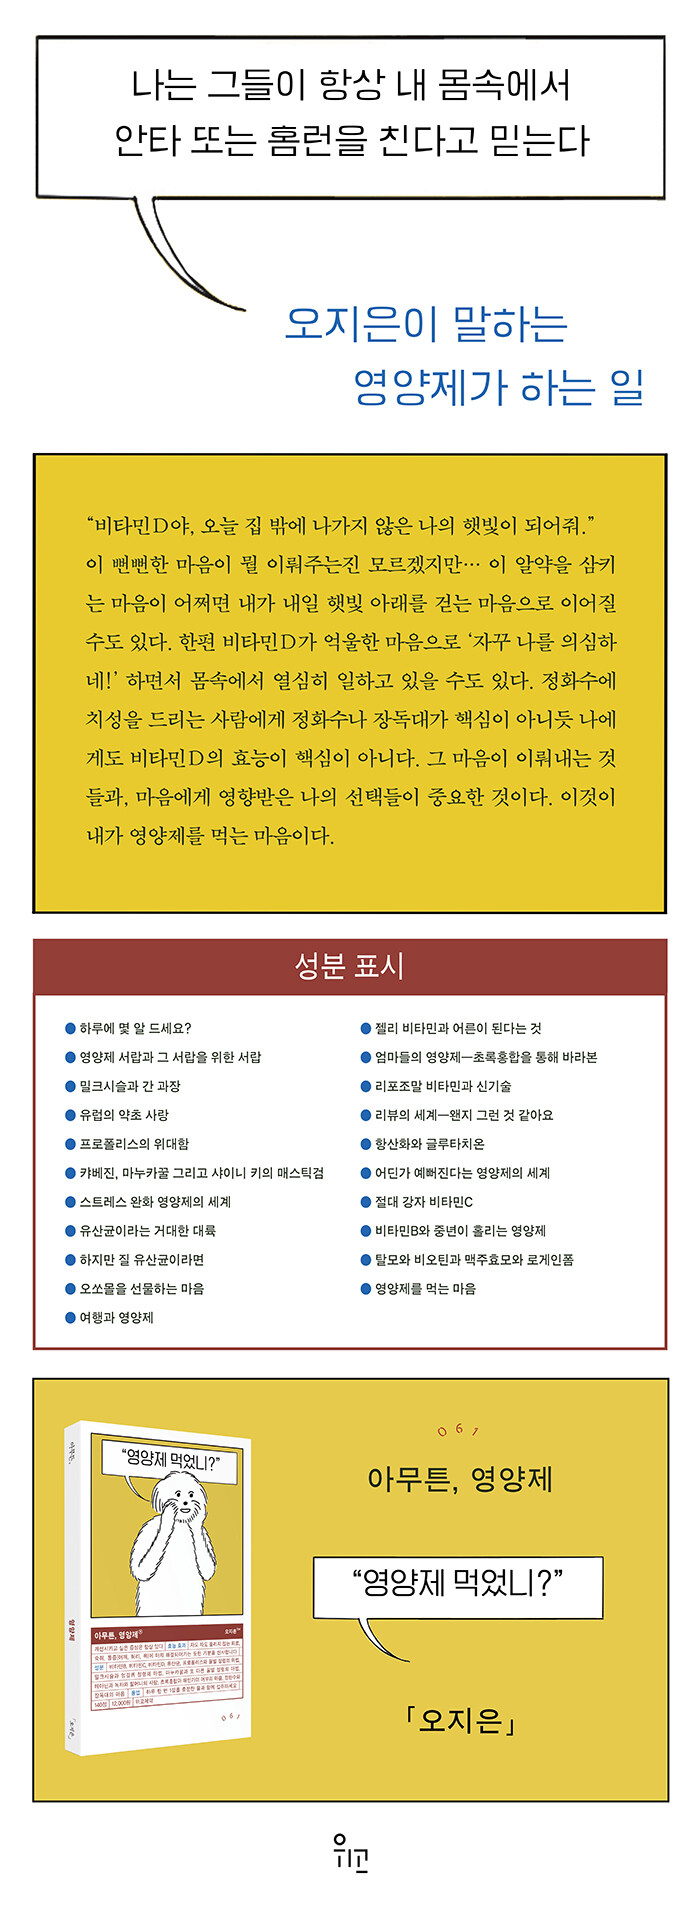 나는 그들이 항상 내 몸속에서
안타 또는 홈런을 친다고 믿는다
오지은이 말하는
영양제가 하는 일
“비타민D야, 오늘 집 밖에 나가지 않은 나의 햇빛이 되어줘.”
이 뻔뻔한 마음이 뭘 이뤄주는진 모르겠지만… 이 알약을 삼키
는 마음이 어쩌면 내가 내일 햇빛 아래를 걷는 마음으로 이어질
수도 있다. 한편 비타민D가 억울한 마음으로 ‘자꾸 나를 의심하
네!’ 하면서 몸속에서 열심히 일하고 있을 수도 있다. 정화수에
치성을 드리는 사람에게 정화수나 장독대가 핵심이 아니듯 나에
게도 비타민D의 효능이 핵심이 아니다. 그 마음이 이뤄내는 것
들과, 마음에게 영향받은 나의 선택들이 중요한 것이다. 이것이
내가 영양제를 먹는 마음이다.
성분 표시
하루에 몇 알 드세요?
영양제 서랍과 그 서랍을 위한 서랍
밀크시슬과 간 과장
유럽의 약초 사랑
프로폴리스의 위대함
캬베진, 마누카꿀 그리고 샤이니 키의 매스틱검
스트레스 완화 영양제의 세계
유산균이라는 거대한 대륙
하지만 질 유산균이라면
오쏘몰을 선물하는 마음
여행과 영양제
젤리 비타민과 어른이 된다는 것
엄마들의 영양제—초록홍합을 통해 바라본
리포조말 비타민과 신기술
리뷰의 세계—왠지 그런 것 같아요
항산화와 글루타치온
어딘가 예뻐진다는 영양제의 세계
절대 강자 비타민C
비타민B와 중년이 홀리는 영양제
탈모와 비오틴과 맥주효모와 로게인폼
영양제를 먹는 마음
아무튼,
영양제
“영양제 먹었니?”
아무튼, 영양제
오지은
061
061
아무튼, 영양제
“영양제 먹었니?”
「오지은」
위고